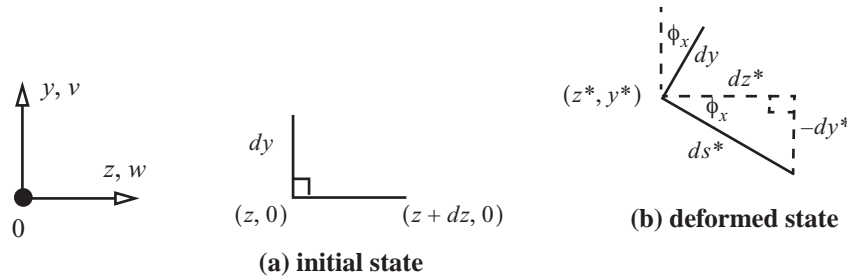 y, v
z, w
0
dy
(z, 0)
(z + dz, 0)
(a) initial state
ϕx
dy
(z*, y*)
dz*
ϕx
−dy*
ds*
(b) deformed state